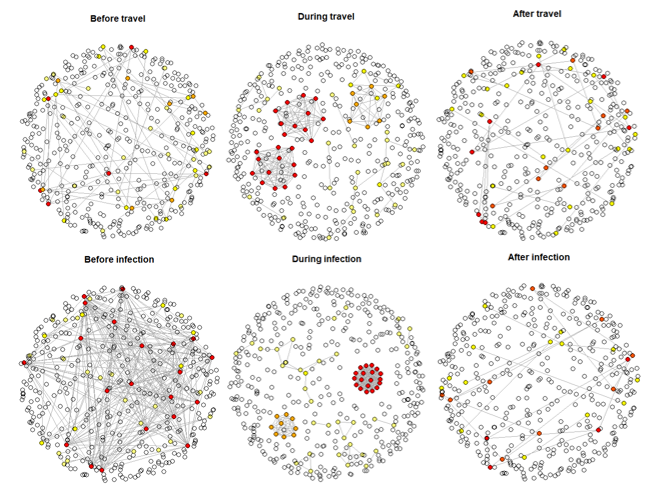 Before travel
During travel
After travel
Before infection
During infection
After infection